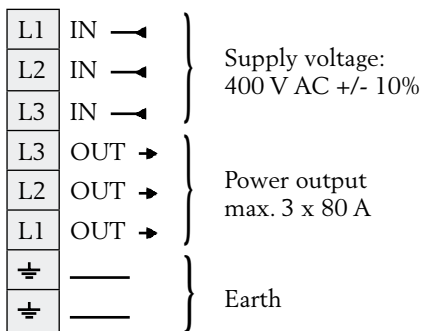 L1 IN
L2 IN
L3 IN
Supply voltage:
400 V AC +/- 10%
L3 OUT
L2 OUT
L1 OUT
Power output
max. 3 x 80 A
Earth